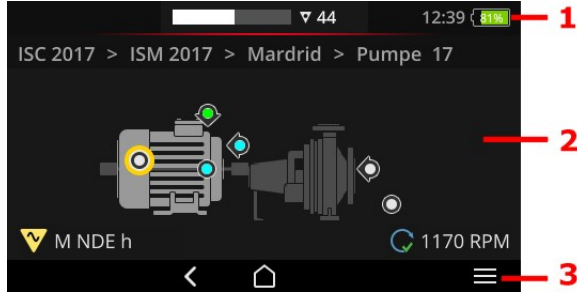 44 12:39 81% 1
ISC 2017 > ISM 2017 > Mardrid > Pumpe 17
2
M NDE h 1170 RPM
3